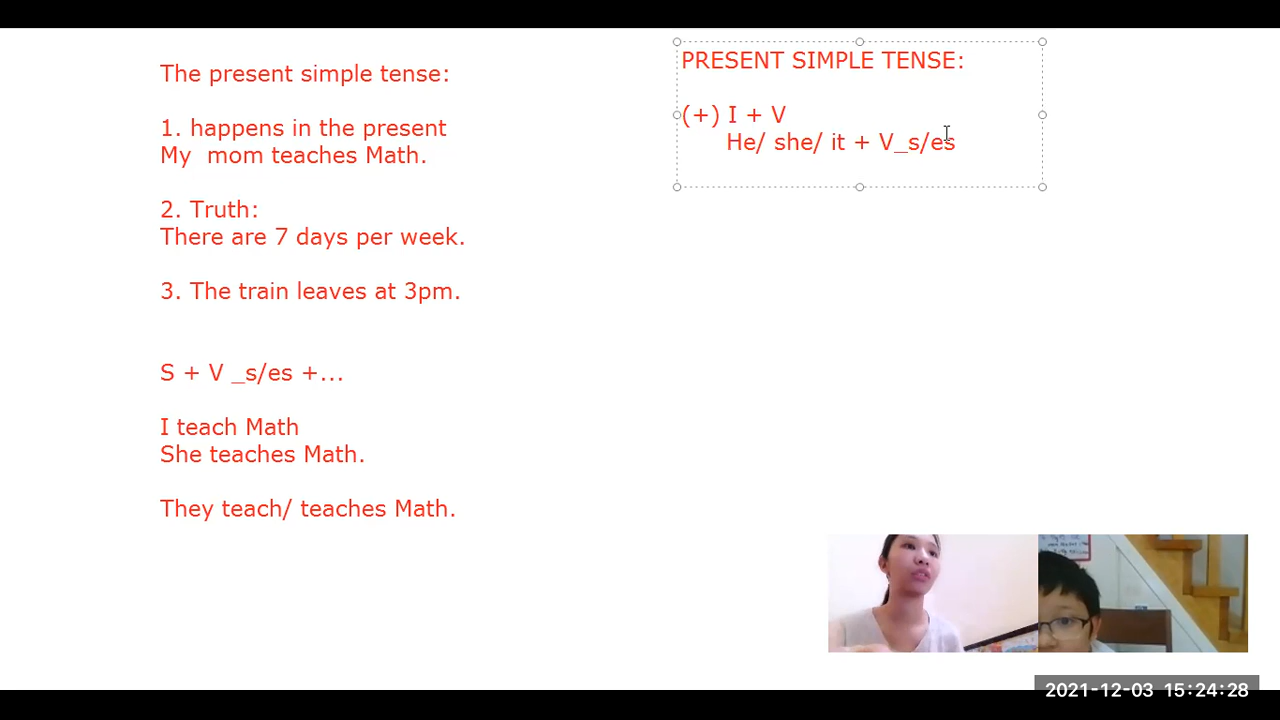 The present simple tense:
1. happens in the present
My mom teaches Math.
2. Truth:
There are 7 days per week.
3. The train leaves at 3pm.
S + V _s/es +...
I teach Math
She teaches Math.
They teach/ teaches Math.
PRESENT SIMPLE TENSE:
(+) I + V
He/ she/ it + V_s/es
2021-12-03 15:24:28